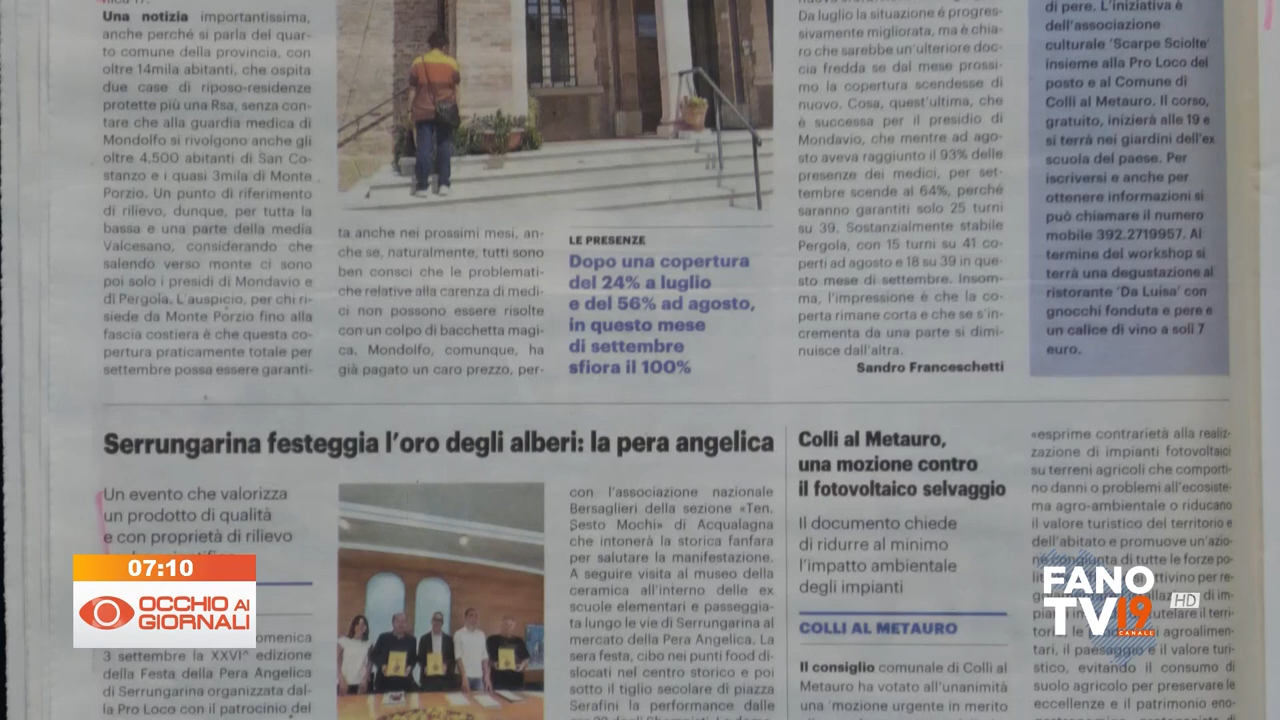 Una notizia importantissima,
anche perché si parla del quar-
to comune della provincia, con
oltre 14mila abitanti, che ospita
due case di riposo-residenze
protette più una Rsa, senza con-
tare che alla guardia medica di
Mondolfo si rivolgono anche gli
oltre 4.500 abitanti di San Co-
stanzo e i quasi 3mila di Monte
Porzio. Un punto di riferimento
di rilievo, dunque, per tutta la
bassa e una parte della media
Valcesano, considerando che
salendo verso monte ci sono
poi solo i presidi di Mondavio e
di Pergola. L'auspicio, per chi ri-
siede da Monte Porzio fino alla
fascia costiera è che questa co-
pertura praticamente totale per
settembre possa essere garanti-
ta anche nei prossimi mesi, an-
che se, naturalmente, tutti sono
ben consci che le problemati-
che relative alla carenza di medi-
ci non possono essere risolte
con un colpo di bacchetta magi-
ca. Mondolfo, comunque, ha
già pagato un caro prezzo, per-
LE PRESENZE
Dopo una copertura
del 24% a luglio
e del 56% ad agosto,
in questo mese
di settembre
sfiora il 100%
Da luglio la situazione è progres-
sivamente migliorata, ma è chia-
ro che sarebbe un'ulteriore doc-
cia fredda se dal mese prossi-
mo la copertura scendesse di
nuovo. Cosa, quest'ultima, che
è successa per il presidio di
Mondavio, che mentre ad ago-
sto aveva raggiunto il 93% delle
presenze dei medici, per set-
tembre scende al 64%, perché
saranno garantiti solo 25 turni
su 39. Sostanzialmente stabile
Pergola, con 15 turni su 41 co-
perti ad agosto e 18 su 39 in que-
sto mese di settembre. Insom-
ma, l'impressione è che la co-
perta rimane corta e che se s'in-
crementa da una parte si dimi-
nuisce dall'altra.
Sandro Franceschetti
di pere. L'iniziativa è
dell'associazione
culturale 'Scarpe Sciolte'
insieme alla Pro Loco del
posto e al Comune di
Colli al Metauro. Il corso,
gratuito, inizierà alle 19 e
si terrà nei giardini dell'ex
scuola del paese. Per
iscriversi e anche per
ottenere informazioni si
può chiamare il numero
mobile 392.2719957. Al
termine del workshop si
terrà una degustazione al
ristorante 'Da Luisa' con
gnocchi fonduta e pere e
un calice di vino a soli 7
euro.
Serrungarina festeggia l'oro degli alberi: la pera angelica
Un evento che valorizza
un prodotto di qualità
e con proprietà di rilievo
3 settembre la XXVI^ edizione
della Festa della Pera Angelica
di Serrungarina organizzata dal-
la Pro Loco con il patrocinio del
con l'associazione nazionale
Bersaglieri della sezione «Ten.
Sesto Mochi» di Acqualagna
che intonerà la storica fanfara
per salutare la manifestazione.
A seguire visita al museo della
ceramica all'interno delle ex
scuole elementari e passeggia-
ta lungo le vie di Serrungarina al
mercato della Pera Angelica. La
sera festa, cibo nei punti food di-
slocati nel centro storico e poi
sotto il tiglio secolare di piazza
Serafini la performance dalle
Colli al Metauro,
una mozione contro
il fotovoltaico selvaggio
Il documento chiede
di ridurre al minimo
l'impatto ambientale
degli impianti
COLLI AL METAURO
Il consiglio comunale di Colli al
Metauro ha votato all'unanimità
una 'mozione urgente in merito
«esprime contrarietà alla realiz-
zazione di impianti fotovoltaici
su terreni agricoli che comporti-
no danni o problemi all'ecosiste-
ma agro-ambientale o riducano
il valore turistico del territorio e
dell'abitato e promuove un'azio-
ne congiunta di tutte le forze po-
tari, il paesaggio e il valore turi-
stico, evitando il consumo di
suolo agricolo per preservare le
eccellenze e il patrimonio eno-
07:10
OCCHIO AI
GIORNALI
FANO
TV19
CANALE
HD